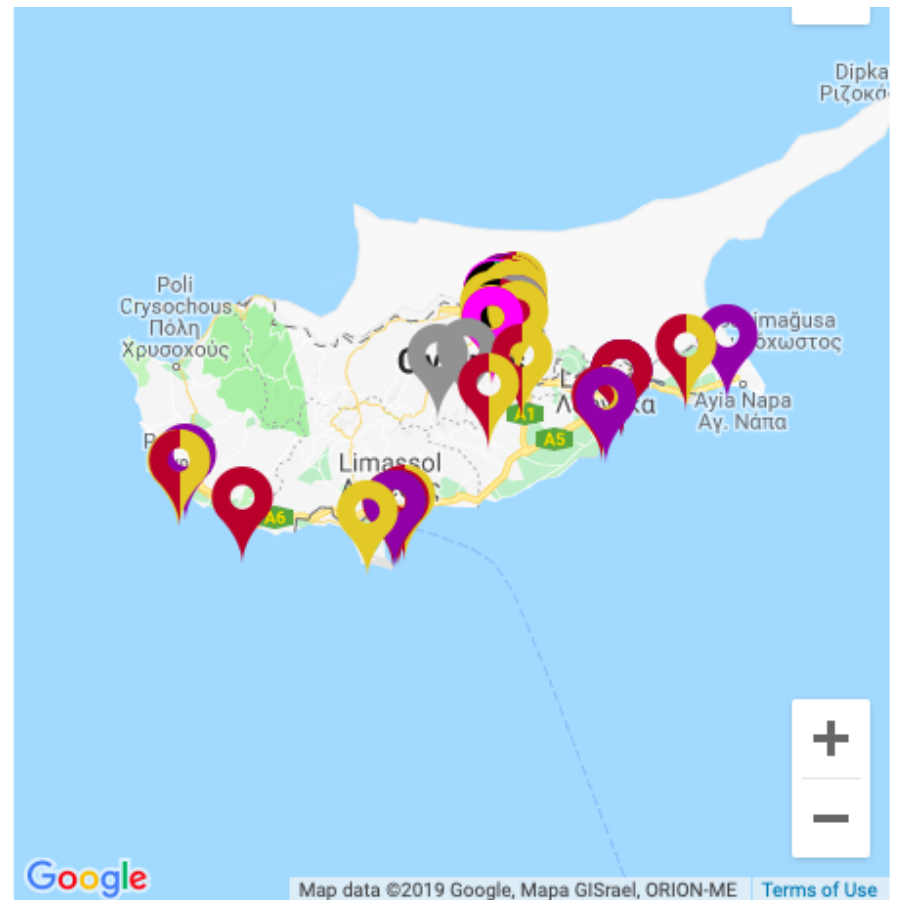 Dipka
Ριζοκά
Poli
Crysochous
Πόλη
Χρυσοχούς
Ayia Napa
Αγ. Νάπα
A1
A5
Limassol
A6
Google
Map data ©2019 Google, Mapa GISrael, ORION-ME
Terms of Use